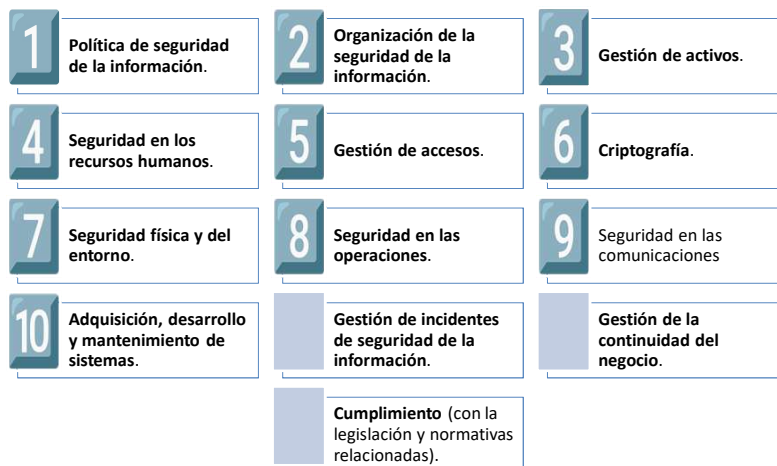 1
Política de seguridad
de la información.
2
Organización de la
seguridad de la
información.
3
Gestión de activos.
4
Seguridad en los
recursos humanos.
5
Gestión de accesos.
6
Criptografía.
7
Seguridad física y del
entorno.
8
Seguridad en las
operaciones.
9
Seguridad en las
comunicaciones
10
Adquisición, desarrollo
y mantenimiento de
sistemas.
Gestión de incidentes
de seguridad de la
información.
Gestión de la
continuidad del
negocio.
Cumplimiento (con la
legislación y normativas
relacionadas).